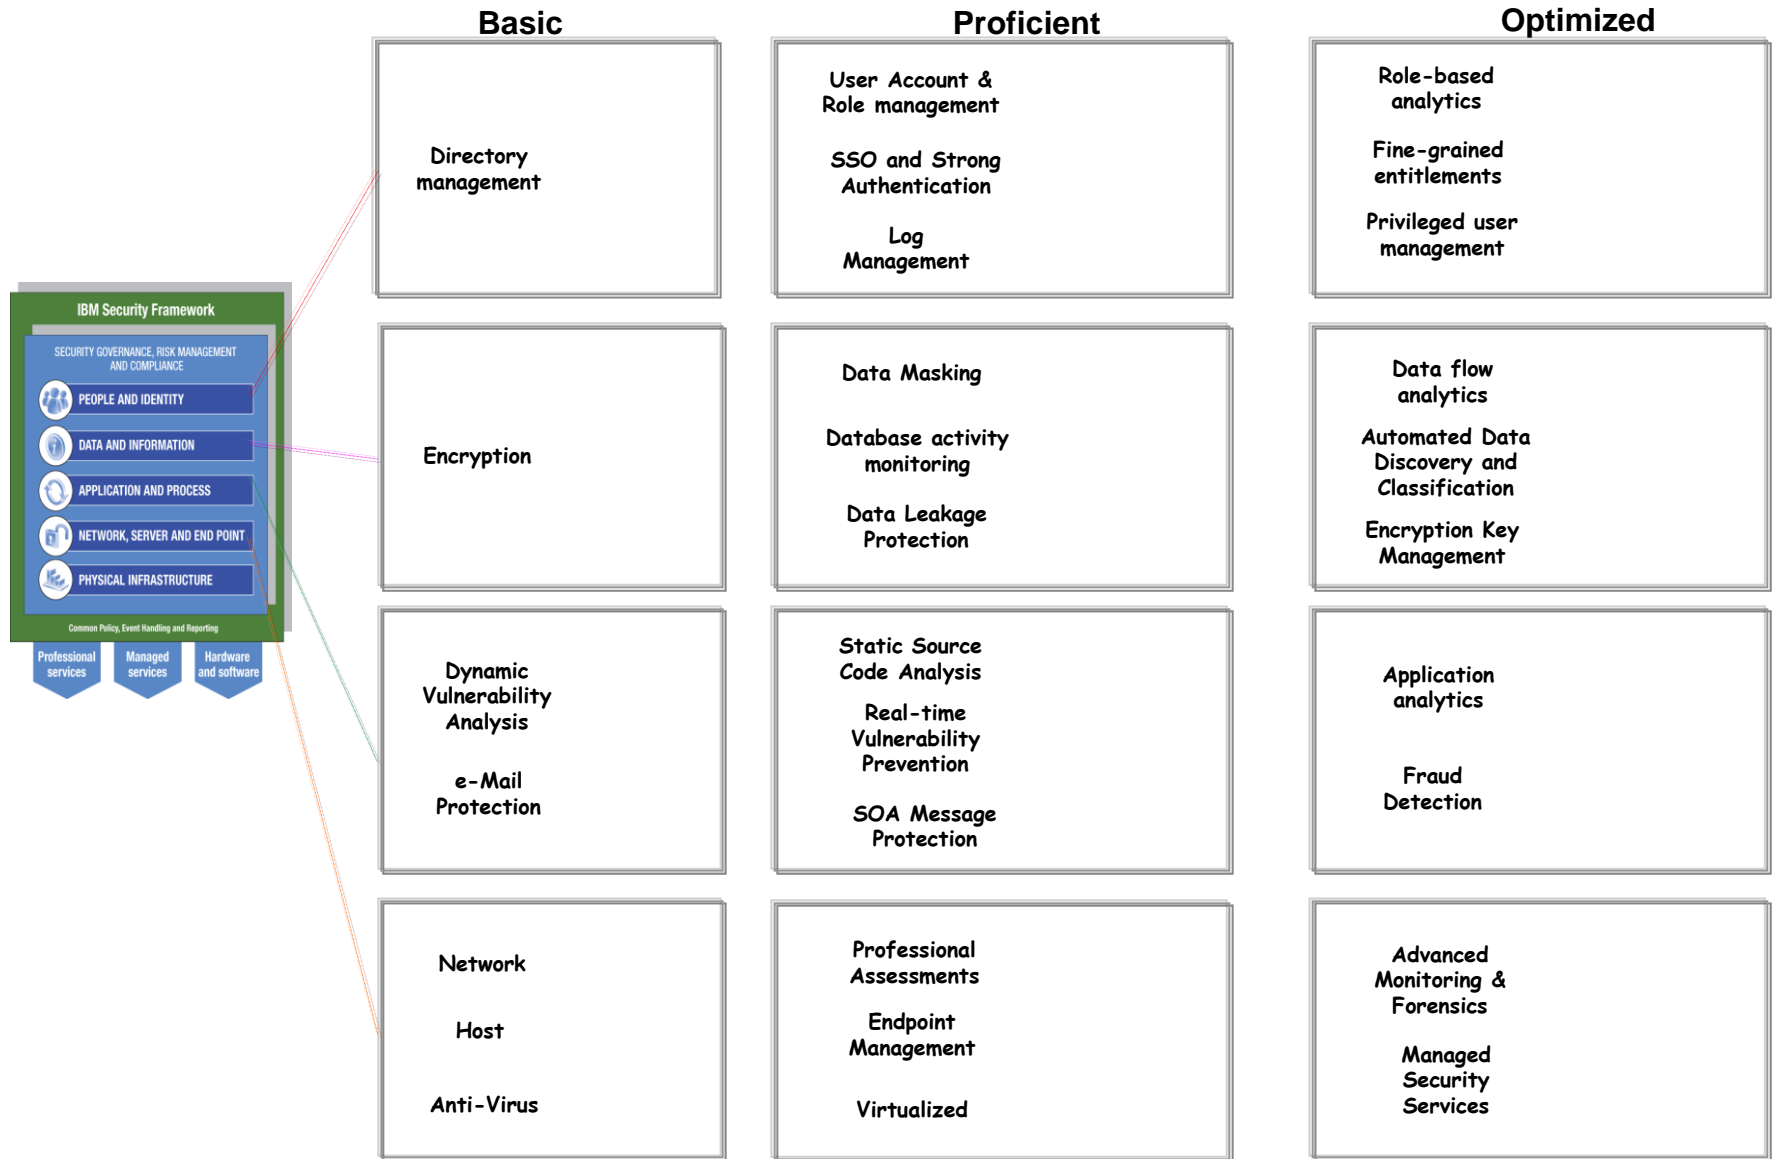 Basic
Proficient
Optimized
Directory
management
User Account &
Role management
SSO and Strong
Authentication
Log
Management
Role-based
analytics
Fine-grained
entitlements
Privileged user
management
IBM Security Framework
SECURITY GOVERNANCE, RISK MANAGEMENT
AND COMPLIANCE
PEOPLE AND IDENTITY
DATA AND INFORMATION
APPLICATION AND PROCESS
NETWORK, SERVER AND END POINT
PHYSICAL INFRASTRUCTURE
Common Policy, Event Handling and Reporting
Professional
services
Managed
services
Hardware
and software
Encryption
Data Masking
Database activity
monitoring
Data Leakage
Protection
Data flow
analytics
Automated Data
Discovery and
Classification
Encryption Key
Management
Dynamic
Vulnerability
Analysis
e-Mail
Protection
Static Source
Code Analysis
Real-time
Vulnerability
Prevention
SOA Message
Protection
Application
analytics
Fraud
Detection
Network
Host
Anti-Virus
Professional
Assessments
Endpoint
Management
Virtualized
Advanced
Monitoring &
Forensics
Managed
Security
Services